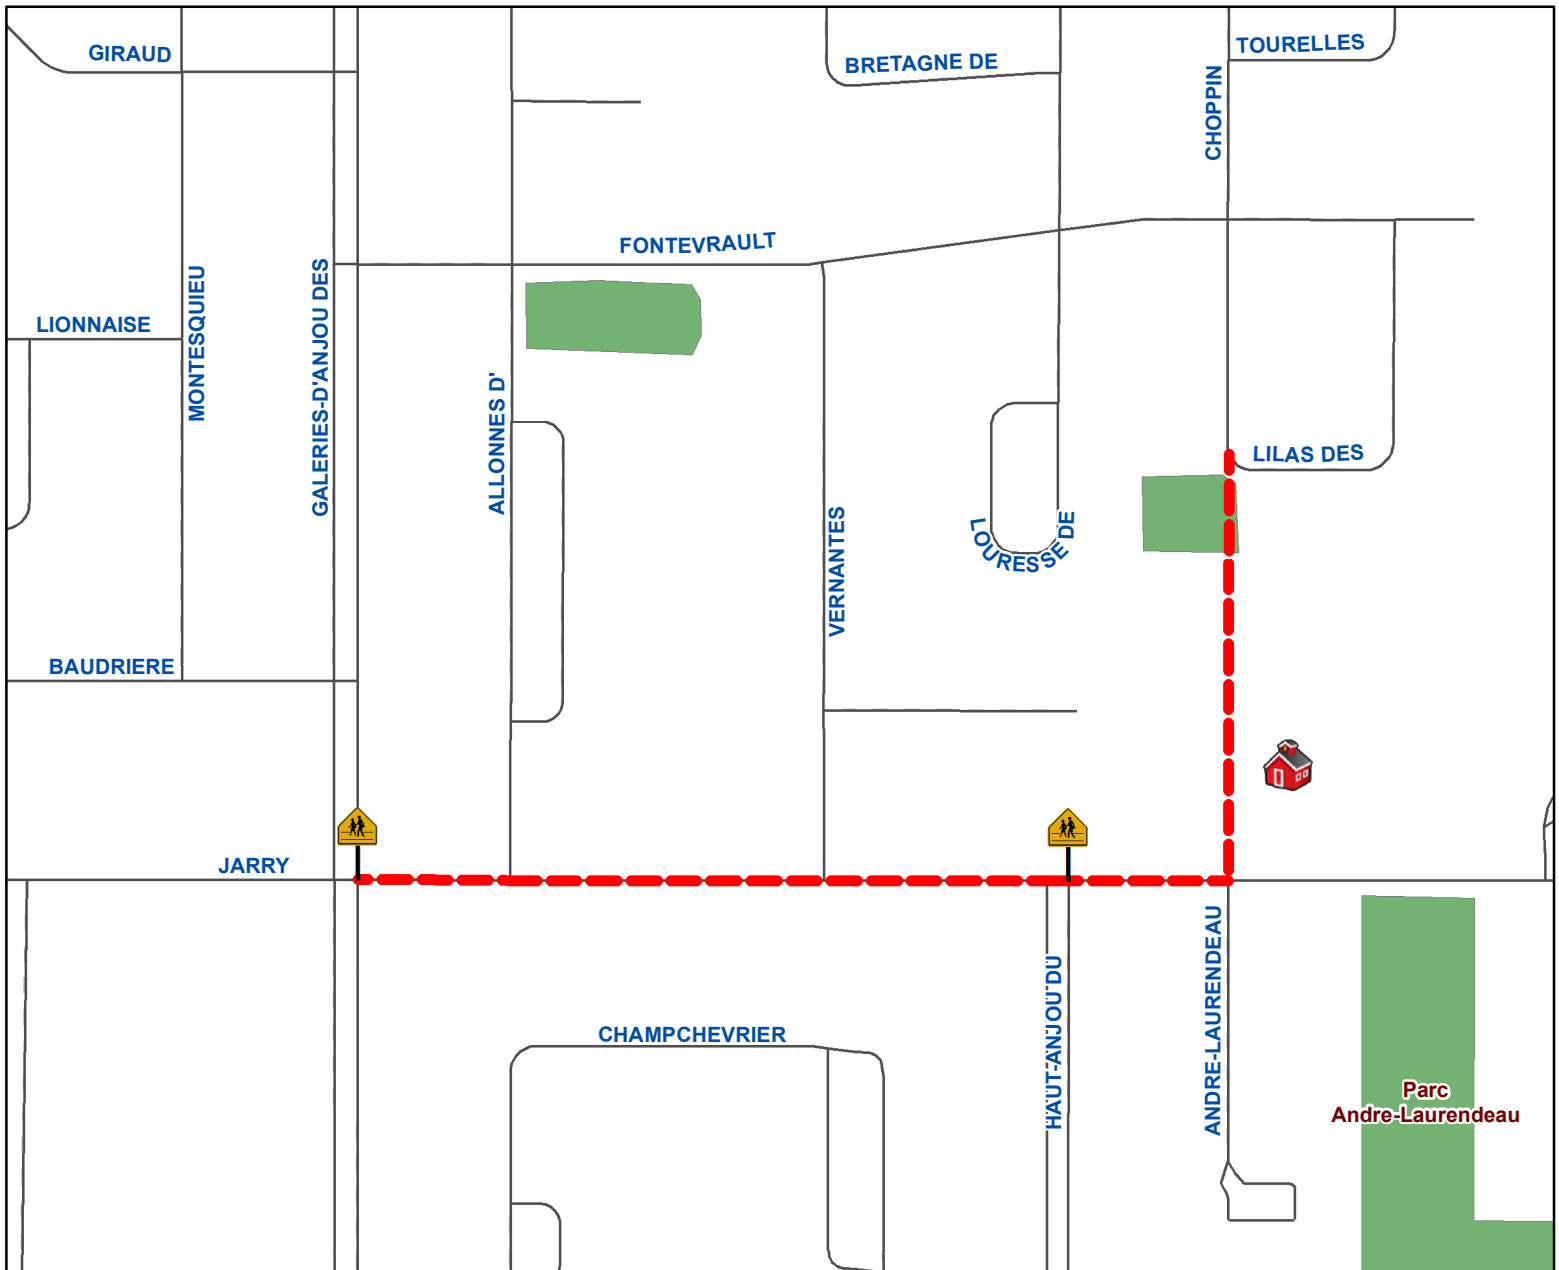 GIRAUD
BRETAGNE DE
TOURELLES
CHOPPIN
FONTEVRAULT
LIONNAISE
MONTESQUIEU
GALERIES-D'ANJOU DES
ALLONNES D'
LILAS DES
VERNANTES
LOURESSE DE
BAUDRIERE
JARRY
CHAMPCHEVRIER
HAUT-ANJOU DU
ANDRE-LAURENDEAU
Parc
Andre-Laurendeau